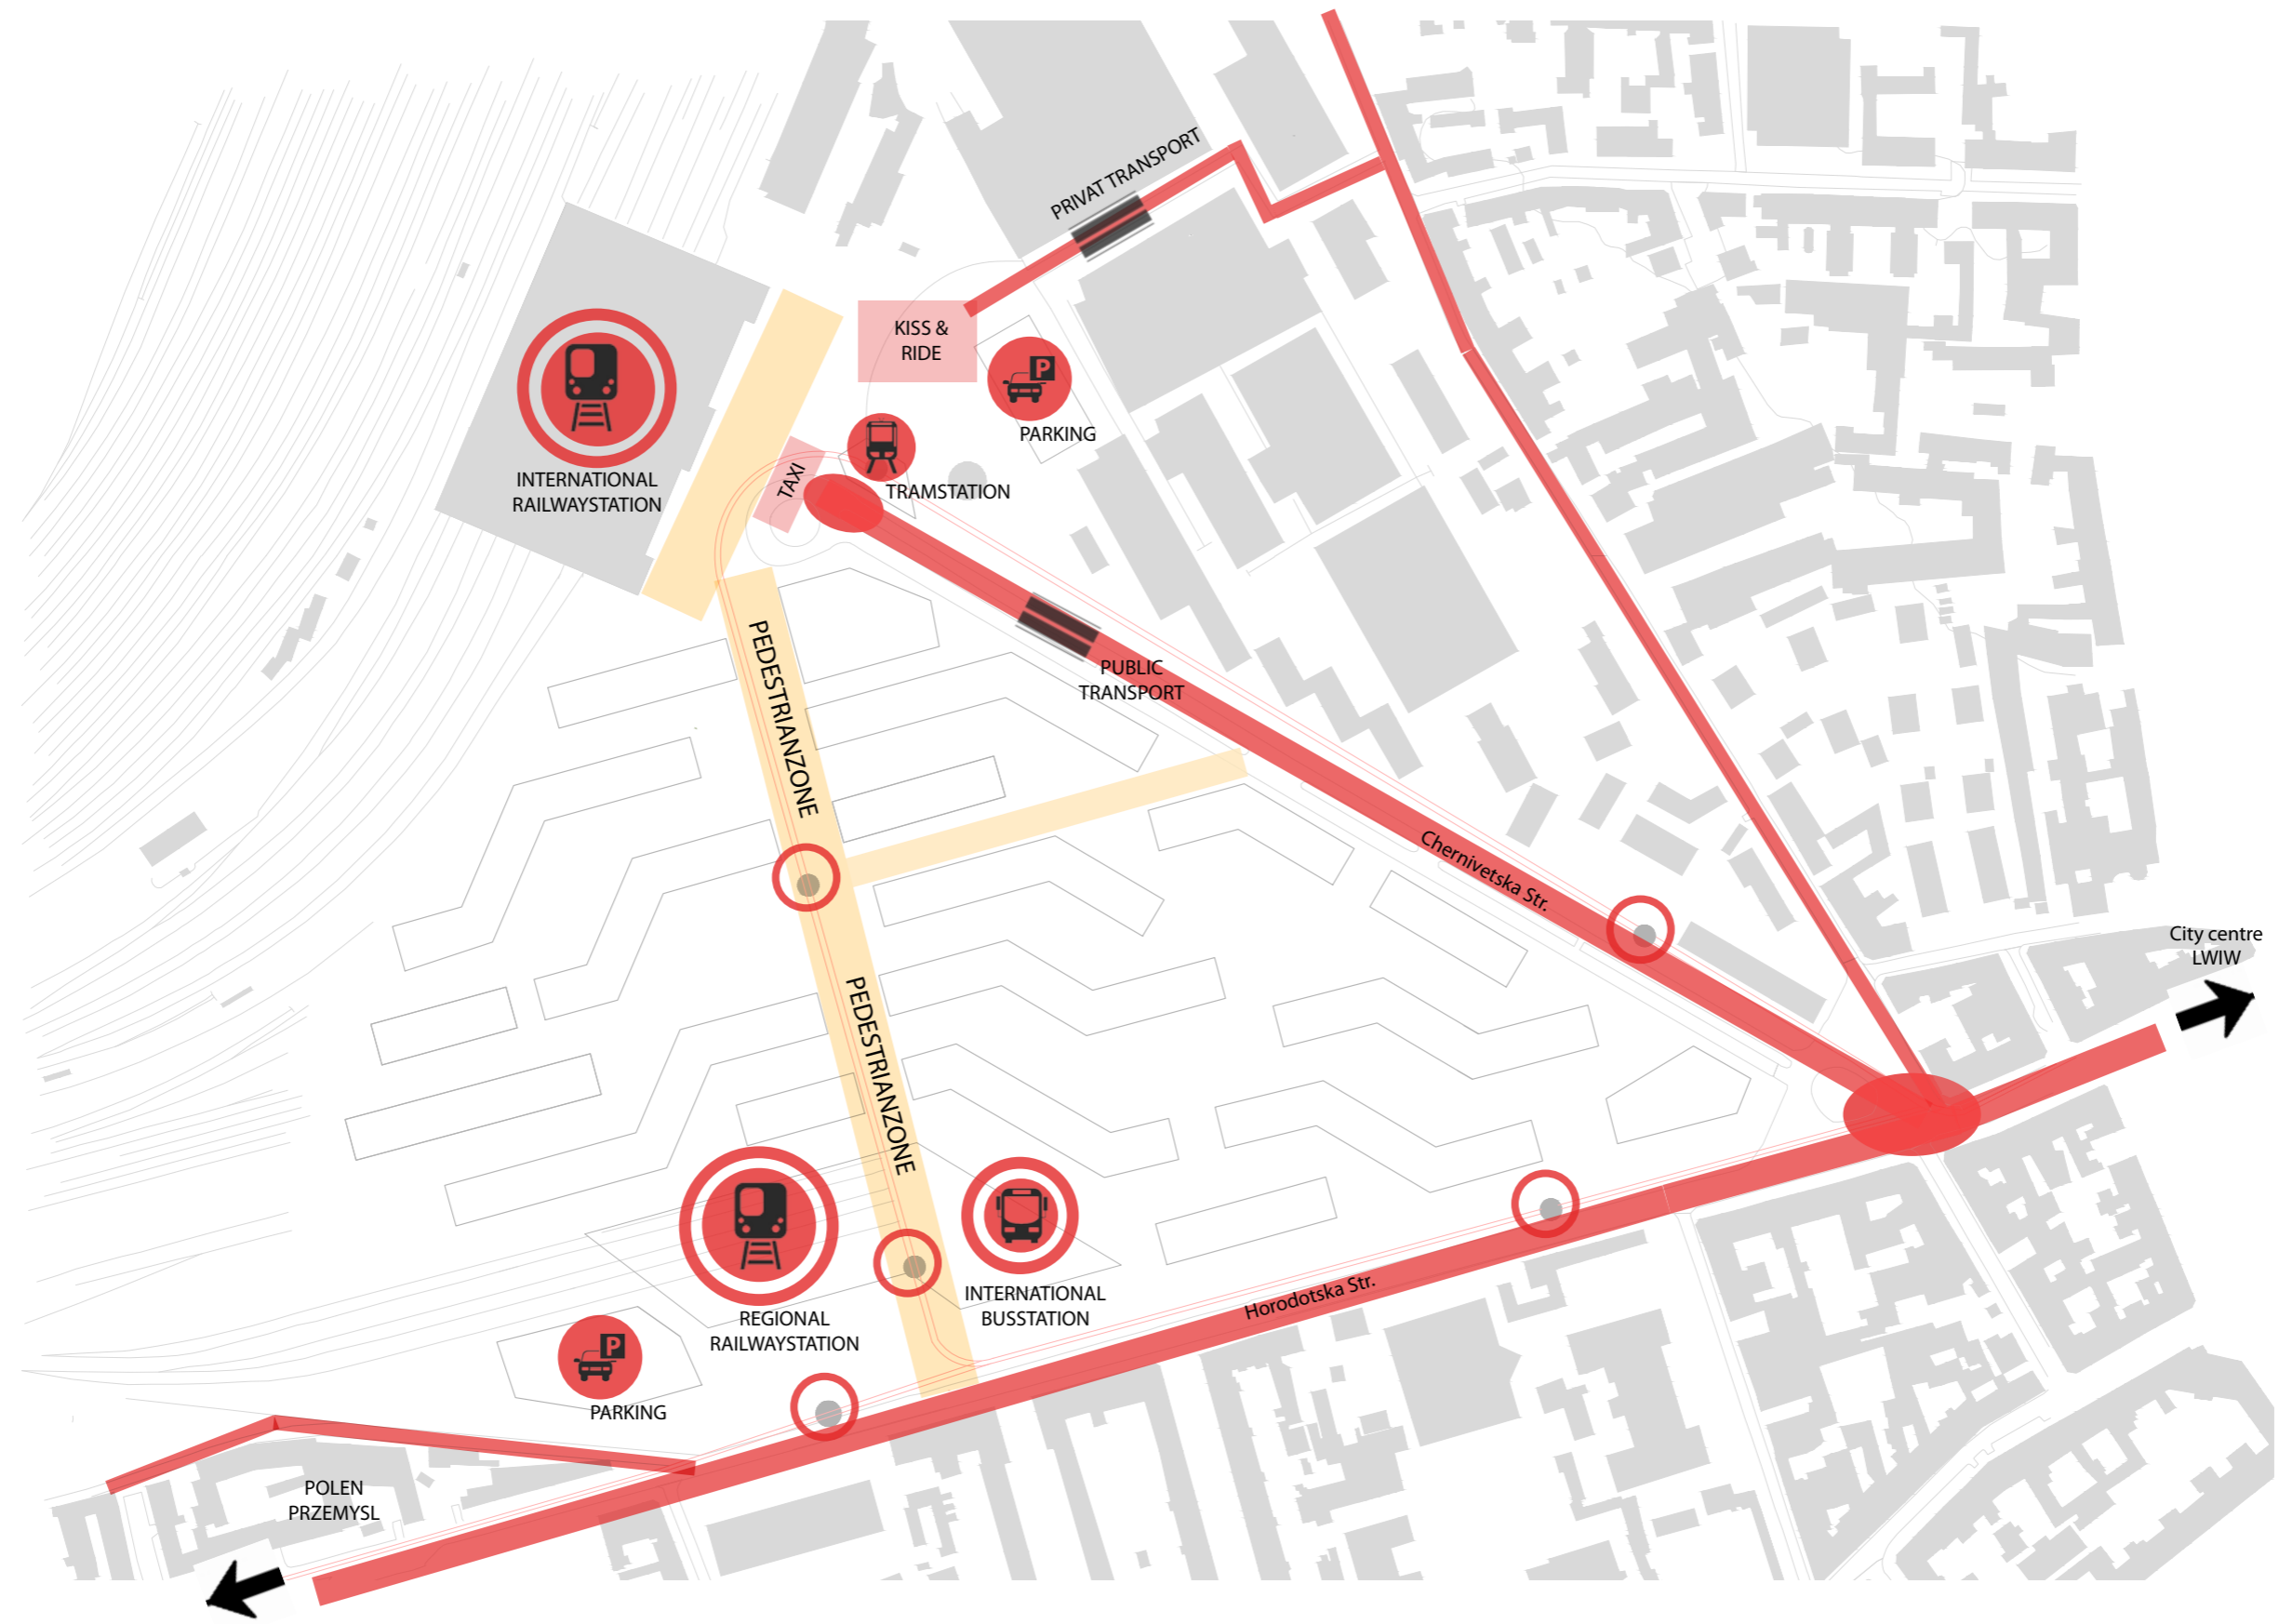 PRIVAT TRANSPORT
KISS &
RIDE
P
PARKING
INTERNATIONAL
RAILWAYSTATION
TAXI
TRAMSTATION
PEDESTRIANZONE
PUBLIC
TRANSPORT
Chernivetska Str.
City centre
LWIW
PEDESTRIANZONE
REGIONAL
RAILWAYSTATION
INTERNATIONAL
BUSSTATION
Horodotska Str.
P
PARKING
POLEN
PRZEMYSL